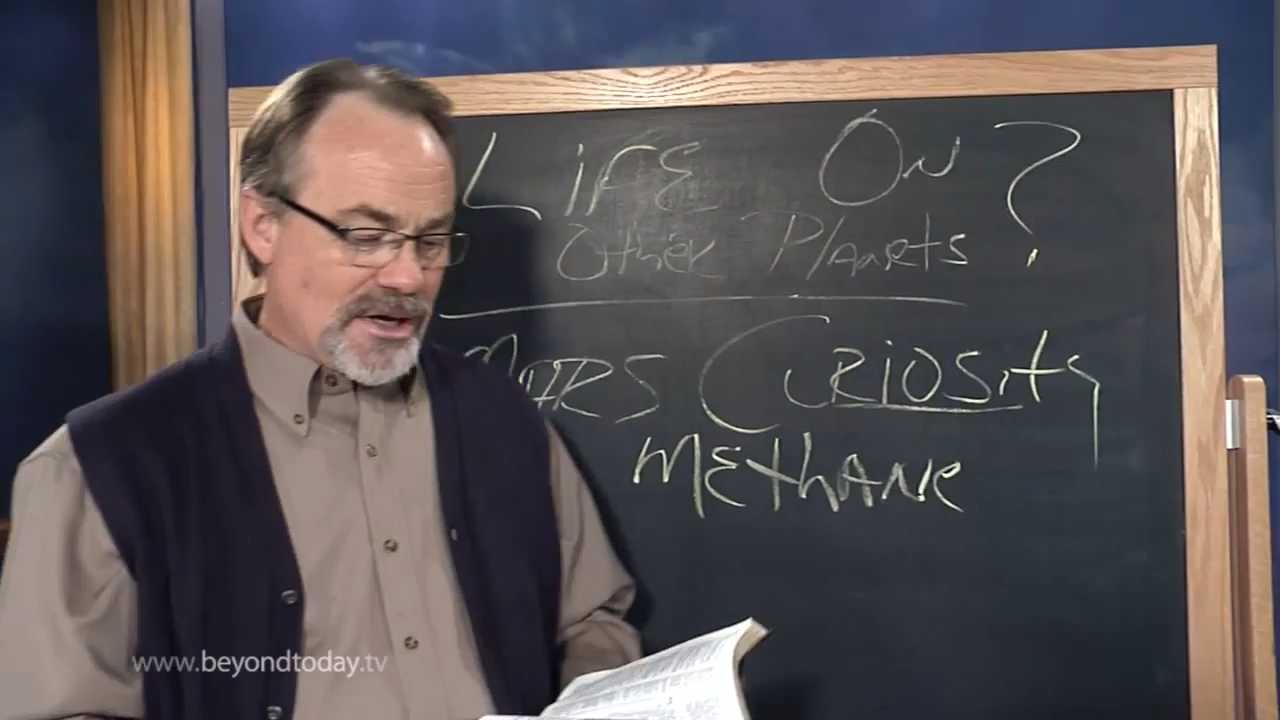 LIFE ON ?
Other Planets
MARS CURIOSity
METhANE
www.beyondtoday.tv